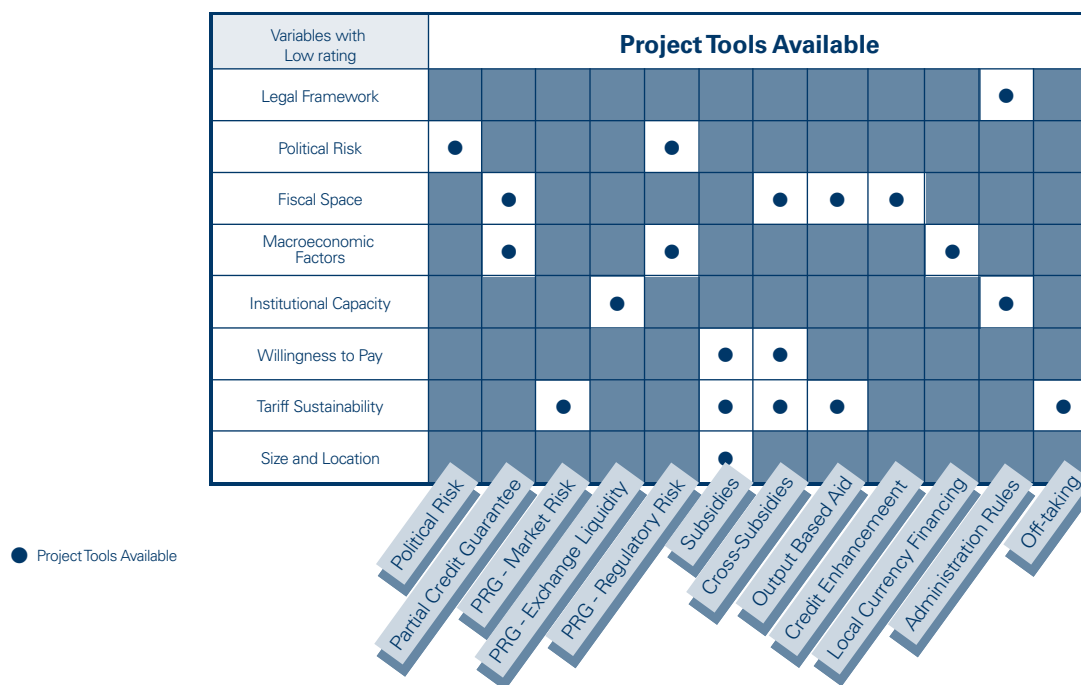 Variables with
Low rating
Project Tools Available
Legal Framework
Political Risk
Fiscal Space
Macroeconomic
Factors
Institutional Capacity
Willingness to Pay
Tariff Sustainability
Size and Location
Political Risk
Partial Credit Guarantee
PRG - Market Risk
PRG - Exchange Liquidity
PRG - Regulatory Risk
Subsidies
Cross-Subsidies
Output Based Aid
Credit Enhancemeent
Local Currency Financing
Administration Rules
Off-taking
Project Tools Available